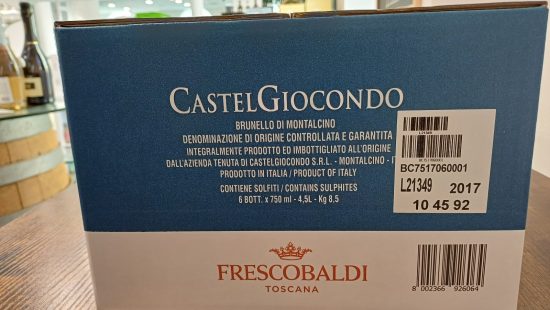 CASTELGIOCONDO
BRUNELLO DI MONTALCINO
DENOMINAZIONE DI ORIGINE CONTROLLATA E GARANTITA
INTEGRALMENTE PRODOTTO ED IMBOTTIGLIATO ALL'ORIGINE
DALL'AZIENDA TENUTA DI CASTELGIOCONDO S.R.L. - MONTALCINO -
PRODOTTO IN ITALIA / PRODUCT OF ITALY
CONTIENE SOLFITI / CONTAINS SULPHITES
6 BOTT. x 750 ml - 4,5L - Kg 8.5
BC7517060001
L21349 2017
10 45 92
FRESCOBALDI
TOSCANA
8 002366 926064